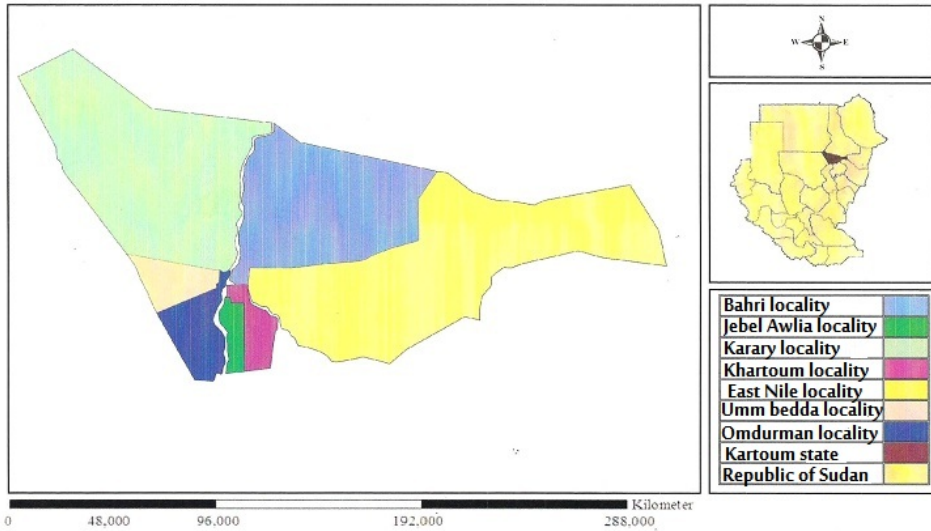 N
W E
S
Bahri locality
Jebel Awlia locality
Karary locality
Khartoum locality
East Nile locality
Umm bedda locality
Omdurman locality
Kartoum state
Republic of Sudan
Kilometer
0 48,000 96,000 192,000 288,000